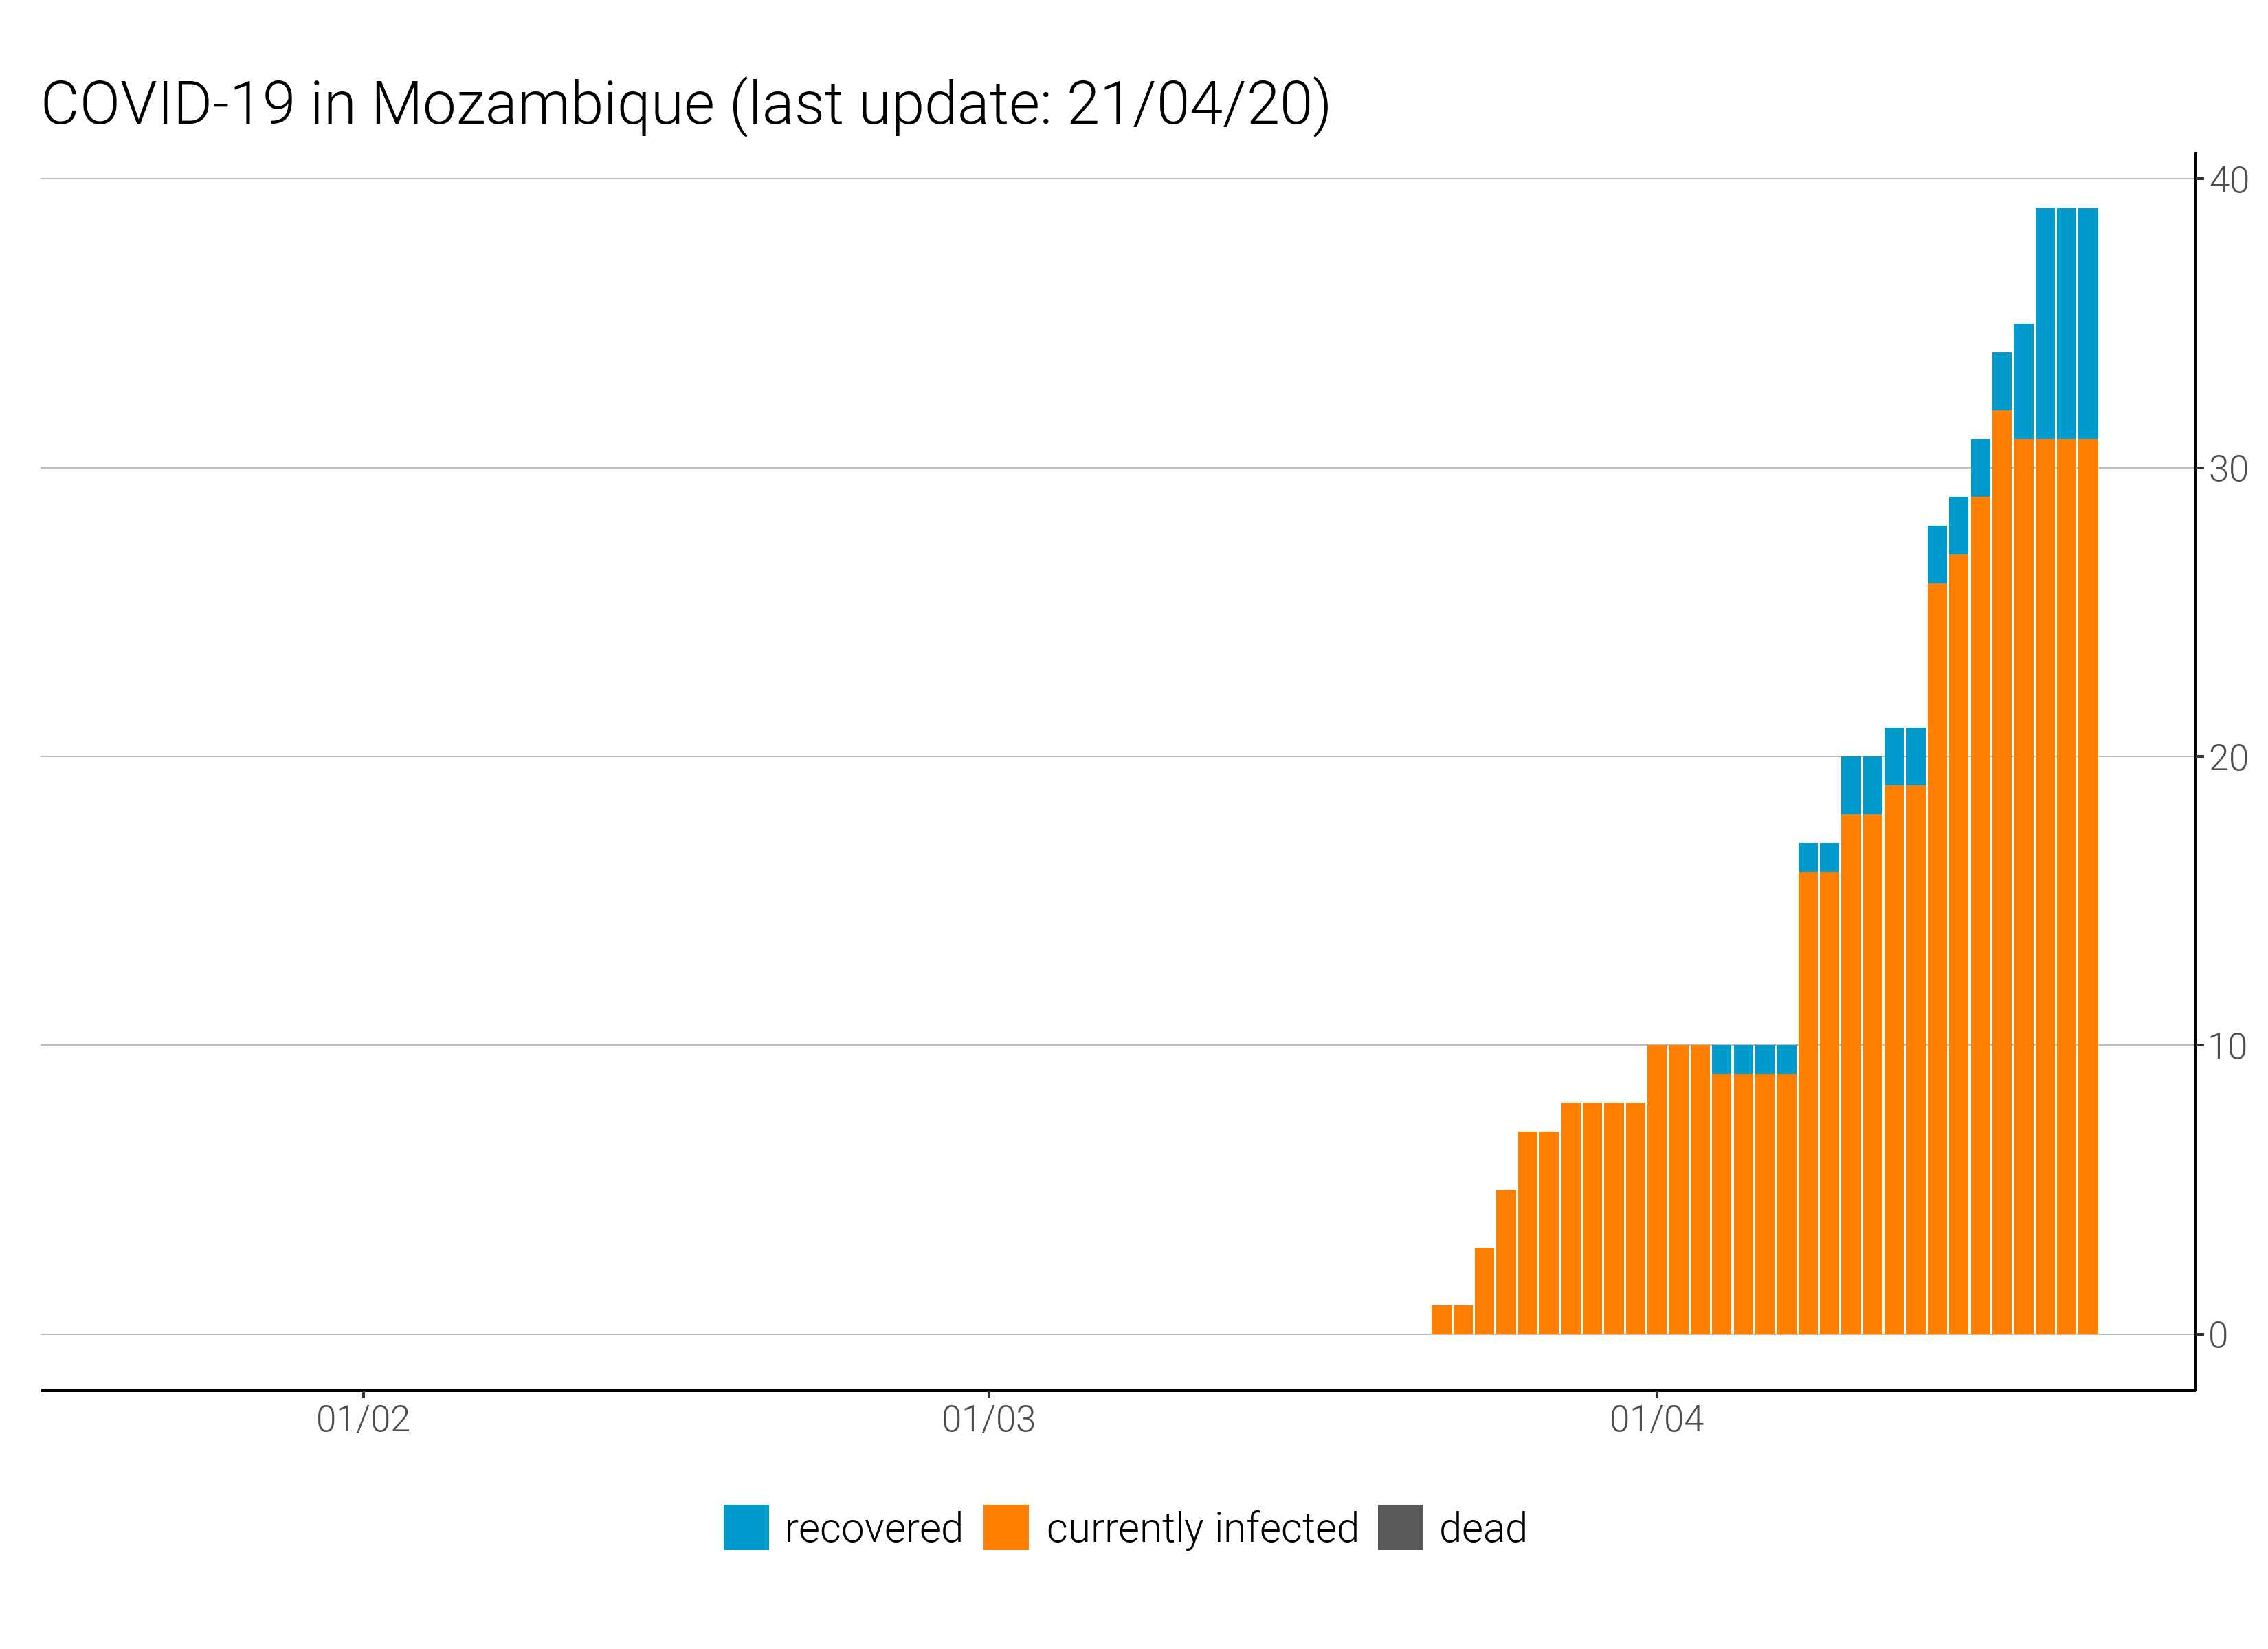 COVID-19 in Mozambique (last update: 21/04/20)
40
30
20
10
0
01/02 01/03 01/04
recovered currently infected dead